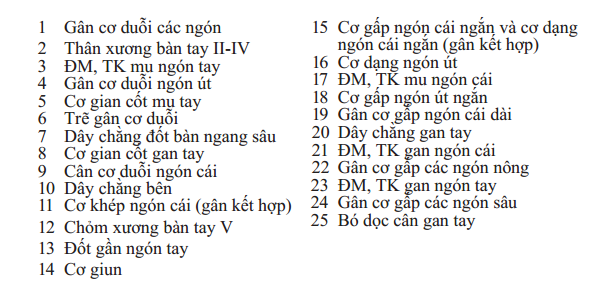 1 Gân cơ duỗi các ngón
2 Thân xương bàn tay II-IV
3 ĐM, TK mu ngón tay
4 Gân cơ duỗi ngón út
5 Cơ gian cốt mu tay
6 Trẽ gân cơ duỗi
7 Dây chằng đốt bàn ngang sâu
8 Cơ gian cốt gan tay
9 Cân cơ duỗi ngón cái
10 Dây chằng bên
11 Cơ khép ngón cái (gân kết hợp)
12 Chỏm xương bàn tay V
13 Đốt gần ngón tay
14 Cơ giun
15 Cơ gấp ngón cái ngắn và cơ dạng
ngón cái ngắn (gân kết hợp)
16 Cơ dạng ngón út
17 ĐM, TK mu ngón cái
18 Cơ gấp ngón út ngắn
19 Gân cơ gấp ngón cái dài
20 Dây chằng gan tay
21 ĐM, TK gan ngón cái
22 Gân cơ gấp các ngón nông
23 ĐM, TK gan ngón tay
24 Gân cơ gấp các ngón sâu
25 Bó dọc cân gan tay